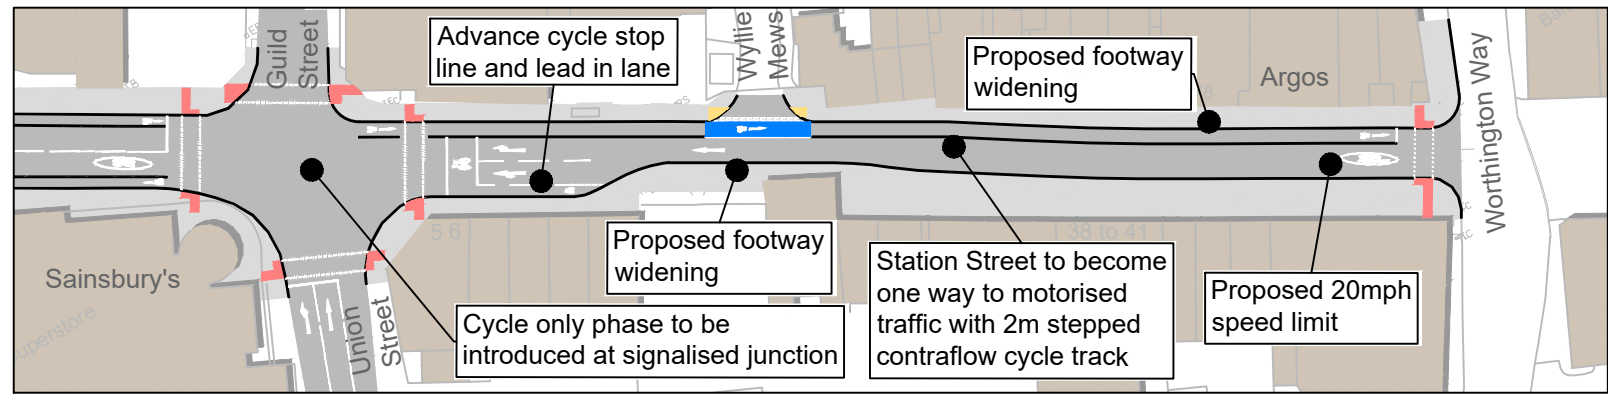 Guild
Street
Advance cycle stop
line and lead in lane
Wyllie
Mews
Proposed footway
widening
Argos
Worthington Way
5 6
38 to 41
Sainsbury's
superstore
Union
Street
Cycle only phase to be
introduced at signalised junction
Proposed footway
widening
Station Street to become
one way to motorised
traffic with 2m stepped
contraflow cycle track
Proposed 20mph
speed limit